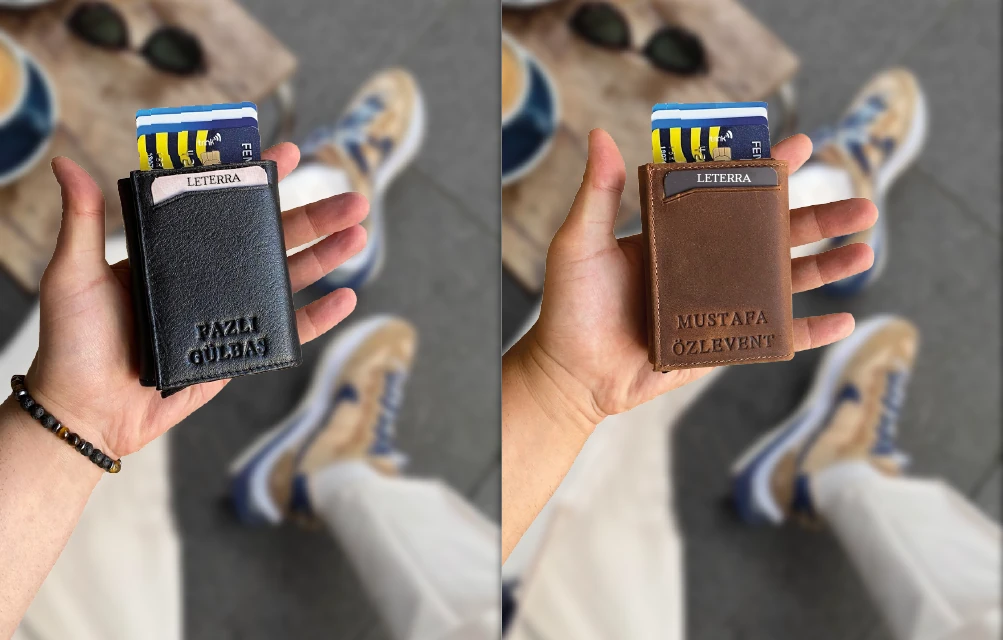 LETERRA
FAZLI
GÜLBAŞ
LETERRA
MUSTAFA
ÖZLEVENT